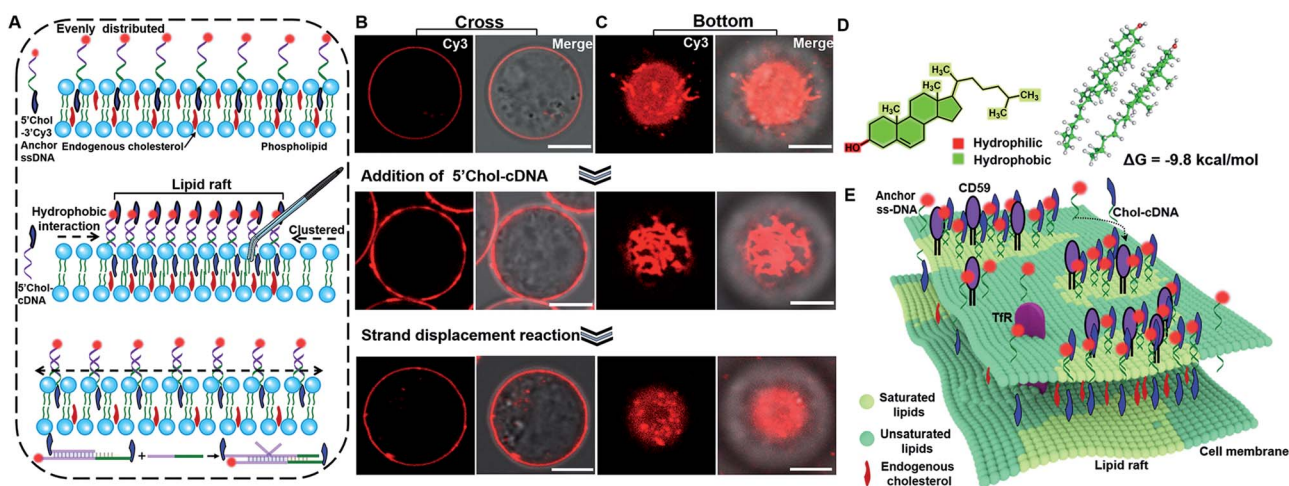 A
Evenly distributed
5'Chol
-3'Cy3
Anchor
ssDNA
Endogenous cholesterol
Phospholipid
Lipid raft
Hydrophobic
interaction
Clustered
5'Chol-
cDNA
+
B
Cross
Cy3
Merge
C
Bottom
Cy3
Merge
Addition of 5'Chol-cDNA
Strand displacement reaction
D
H₃C
H₃C
CH₃
H₃C
CH₃
HO
Hydrophilic
Hydrophobic
ΔG = -9.8 kcal/mol
E
Anchor
ss-DNA
CD59
Chol-cDNA
TfR
Saturated
lipids
Unsaturated
lipids
Endogenous
cholesterol
Lipid raft
Cell membrane